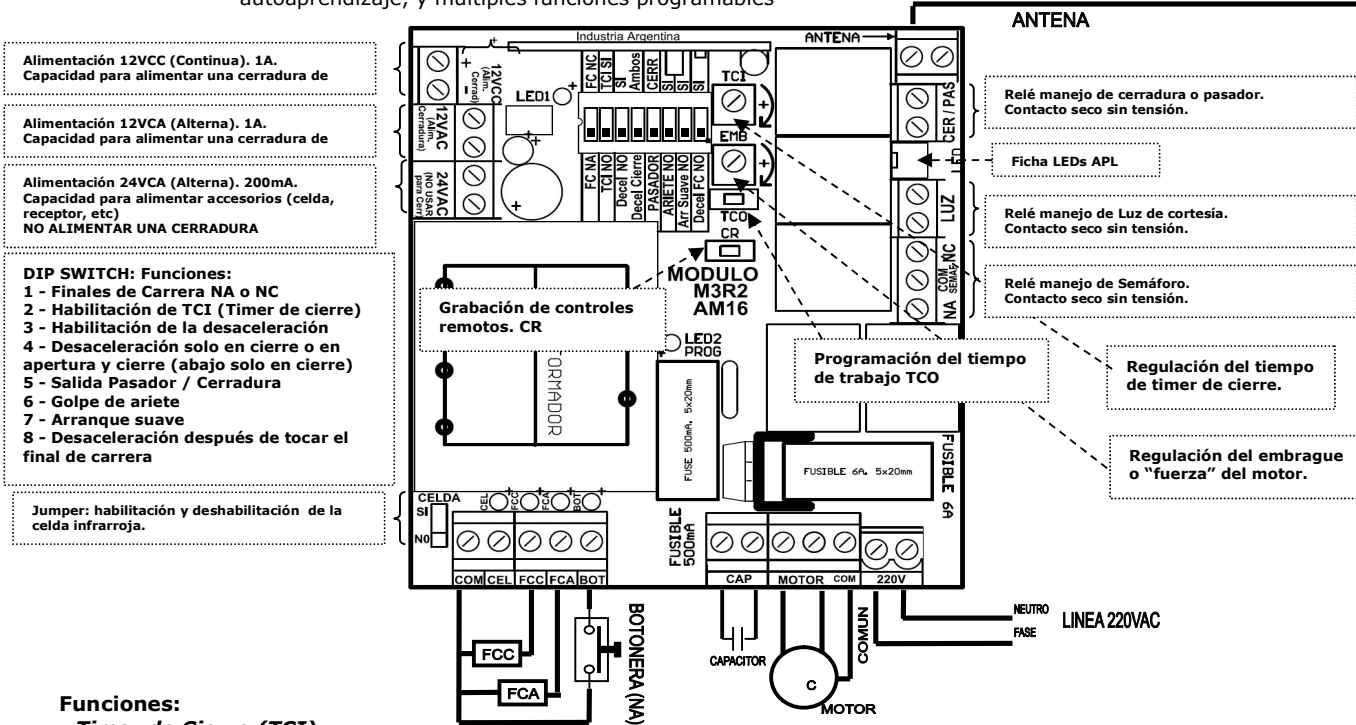 autoaprendizaje, y múltiples funciones programables
ANTENA
Alimentación 12VCC (Continua). 1A.
Capacidad para alimentar una cerradura de
Alimentación 12VCA (Alterna). 1A.
Capacidad para alimentar una cerradura de
Alimentación 24VCA (Alterna). 200mA.
Capacidad para alimentar accesorios (celda,
receptor, etc)
NO ALIMENTAR UNA CERRADURA
DIP SWITCH: Funciones:
1 - Finales de Carrera NA o NC
2 - Habilitación de TCI (Timer de cierre)
3 - Habilitación de la desaceleración
4 - Desaceleración solo en cierre o en
apertura y cierre (abajo solo en cierre)
5 - Salida Pasador / Cerradura
6 - Golpe de ariete
7 - Arranque suave
8 - Desaceleración después de tocar el
final de carrera
Jumper: habilitación y deshabilitación de la
celda infrarroja.
Industria Argentina
ANTENA
12VCC
(Alim.
Cerrad)
+
-
12VAC
(Alim.
Cerradura)
24VAC
(NO USAR
para Cerr)
LED1
FC NC
TCI SI
SI
Ambos
CERR
SI
SI
SI
FC NA
TCI NO
Decel NO
Decel Cierre
PASADOR
ARIETE NO
Arr Suave NO
Decel FC NO
TCI
EMB
TCO
CR
MODULO
M3R2
AM16
Grabación de controles
remotos. CR
LED2
PROG
ORMADOR
FUSE 500mA. 5x20mm
FUSIBLE
500mA
FUSIBLE 6A. 5x20mm
FUSIBLE 6A
CER / PAS
LED
LUZ
NC
COM
SEMAF
NA
Relé manejo de cerradura o pasador.
Contacto seco sin tensión.
Ficha LEDs APL
Relé manejo de Luz de cortesía.
Contacto seco sin tensión.
Relé manejo de Semáforo.
Contacto seco sin tensión.
Programación del tiempo
de trabajo TCO
Regulación del tiempo
de timer de cierre.
Regulación del embrague
o “fuerza” del motor.
CELDA
SI
NO
CEL
FCC
FCA
BOT
COM CEL FCC FCA BOT
CAP MOTOR COM 220V
FCC
FCA
BOTONERA (NA)
CAPACITOR
C
MOTOR
COMUN
NEUTRO
FASE
LINEA 220VAC
Funciones: